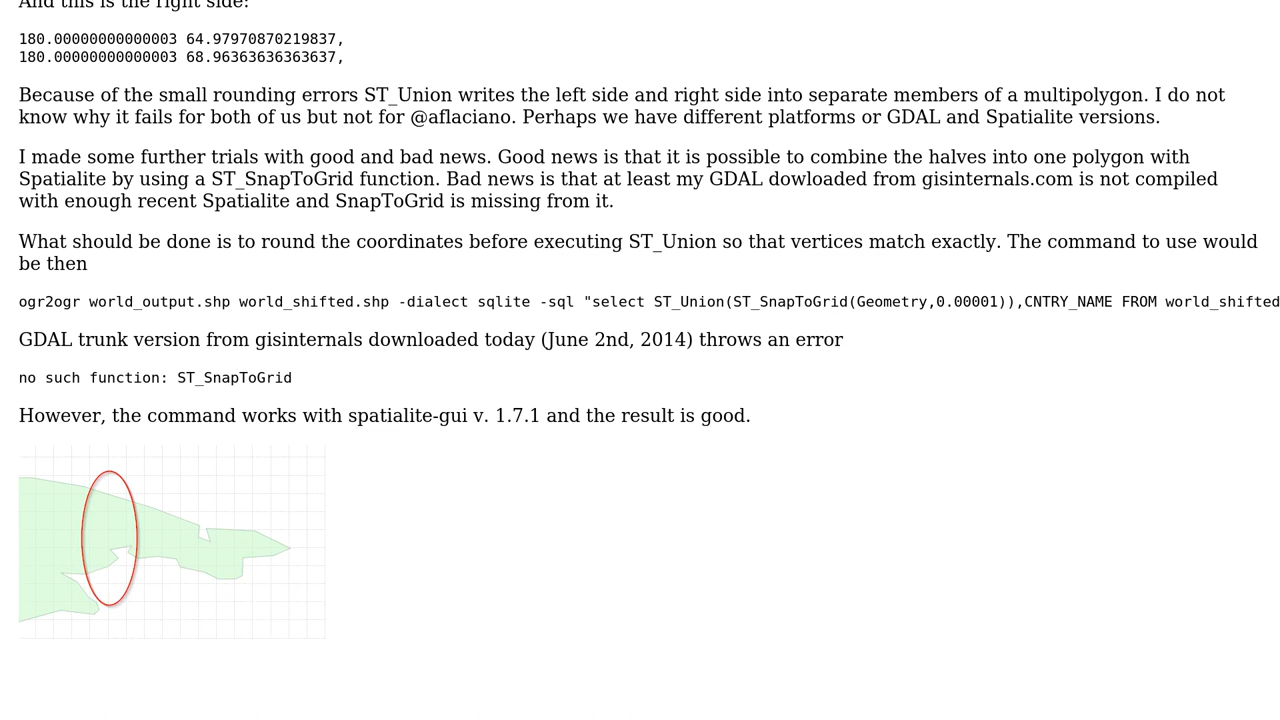 And this is the right side:
180.00000000000003 64.97970870219837,
180.00000000000003 68.96363636363637,
Because of the small rounding errors ST_Union writes the left side and right side into separate members of a multipolygon. I do not
know why it fails for both of us but not for @aflaciano. Perhaps we have different platforms or GDAL and Spatialite versions.
I made some further trials with good and bad news. Good news is that it is possible to combine the halves into one polygon with
Spatialite by using a ST_SnapToGrid function. Bad news is that at least my GDAL dowloaded from gisinternals.com is not compiled
with enough recent Spatialite and SnapToGrid is missing from it.
What should be done is to round the coordinates before executing ST_Union so that vertices match exactly. The command to use would
be then
ogr2ogr world_output.shp world_shifted.shp -dialect sqlite -sql "select ST_Union(ST_SnapToGrid(Geometry,0.00001)),CNTRY_NAME FROM world_shifted
GDAL trunk version from gisinternals downloaded today (June 2nd, 2014) throws an error
no such function: ST_SnapToGrid
However, the command works with spatialite-gui v. 1.7.1 and the result is good.